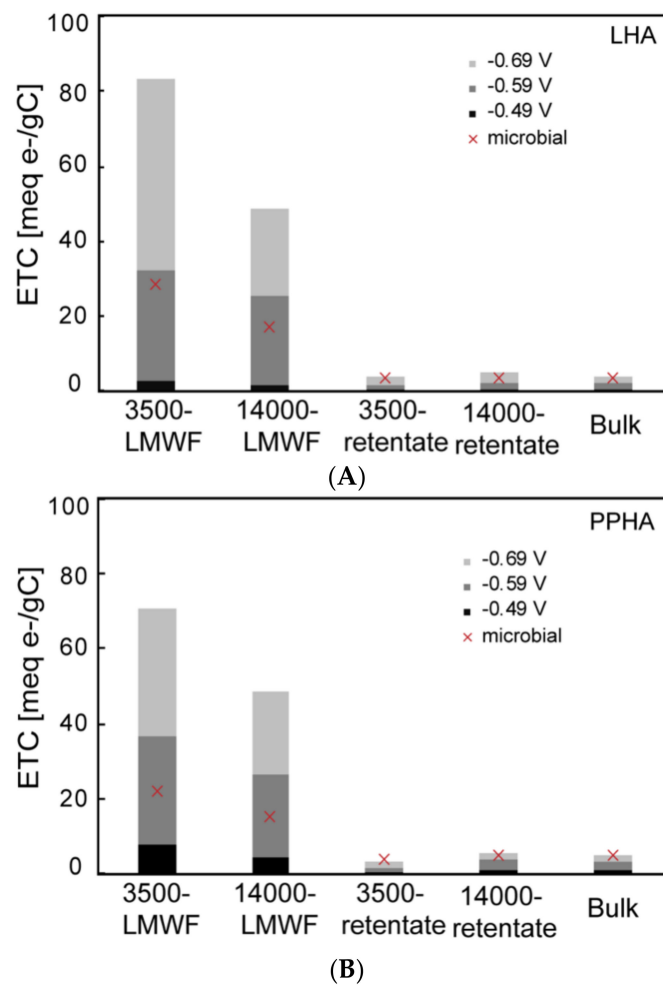 LHA
ETC [meq e-/gC]
100
80
60
40
20
0
-0.69 V
-0.59 V
-0.49 V
microbial
3500-
LMWF
14000-
LMWF
3500-
retentate
14000-
retentate
Bulk
(A)
PPHA
ETC [meq e-/gC]
100
80
60
40
20
0
-0.69 V
-0.59 V
-0.49 V
microbial
3500-
LMWF
14000-
LMWF
3500-
retentate
14000-
retentate
Bulk
(B)